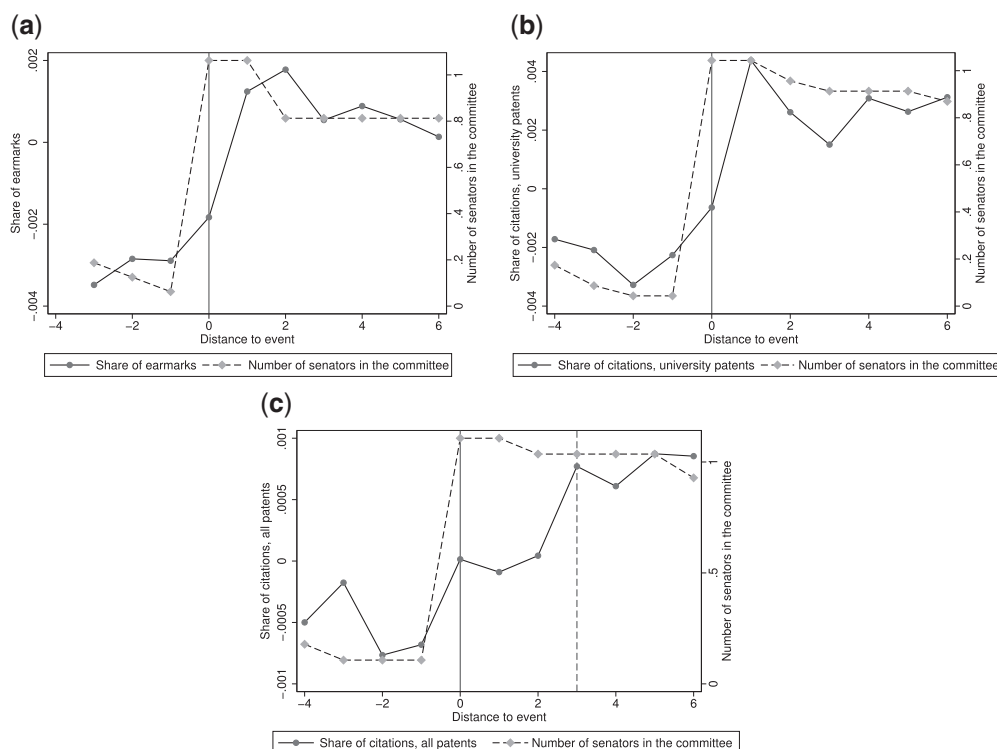 (a)
.002
0
-.002
-.004
Share of earmarks
1
.8
.6
.4
.2
0
Number of senators in the committee
-4
-2
0
2
4
6
Distance to event
Share of earmarks
Number of senators in the committee
(b)
.004
.002
0
-.002
-.004
Share of citations, university patents
1
.8
.6
.4
.2
0
Number of senators in the committee
-4
-2
0
2
4
6
Distance to event
Share of citations, university patents
Number of senators in the committee
(c)
.001
.0005
0
-.0005
-.001
Share of citations, all patents
1
.5
0
Number of senators in the committee
-4
-2
0
2
4
6
Distance to event
Share of citations, all patents
Number of senators in the committee